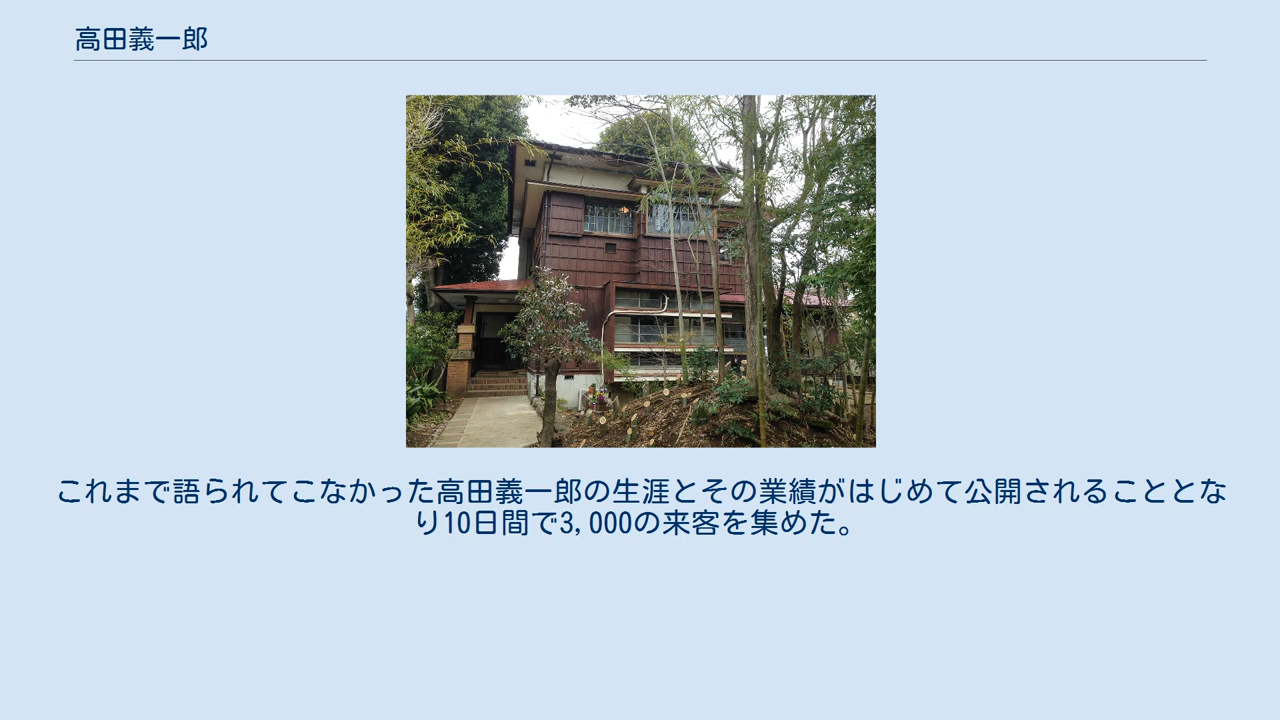 高田義一郎
これまで語られてこなかった高田義一郎の生涯とその業績がはじめて公開されることとな
り10日間で3,000の来客を集めた。